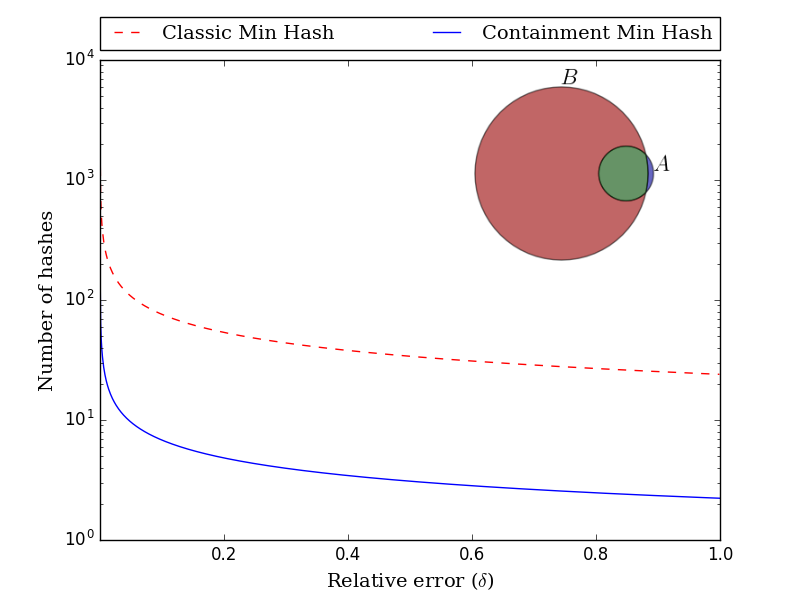 Classic Min Hash Containment Min Hash
10^4
10^3
10^2
10^1
10^0
Number of hashes
B
A
0.2 0.4 0.6 0.8 1.0
Relative error (δ)